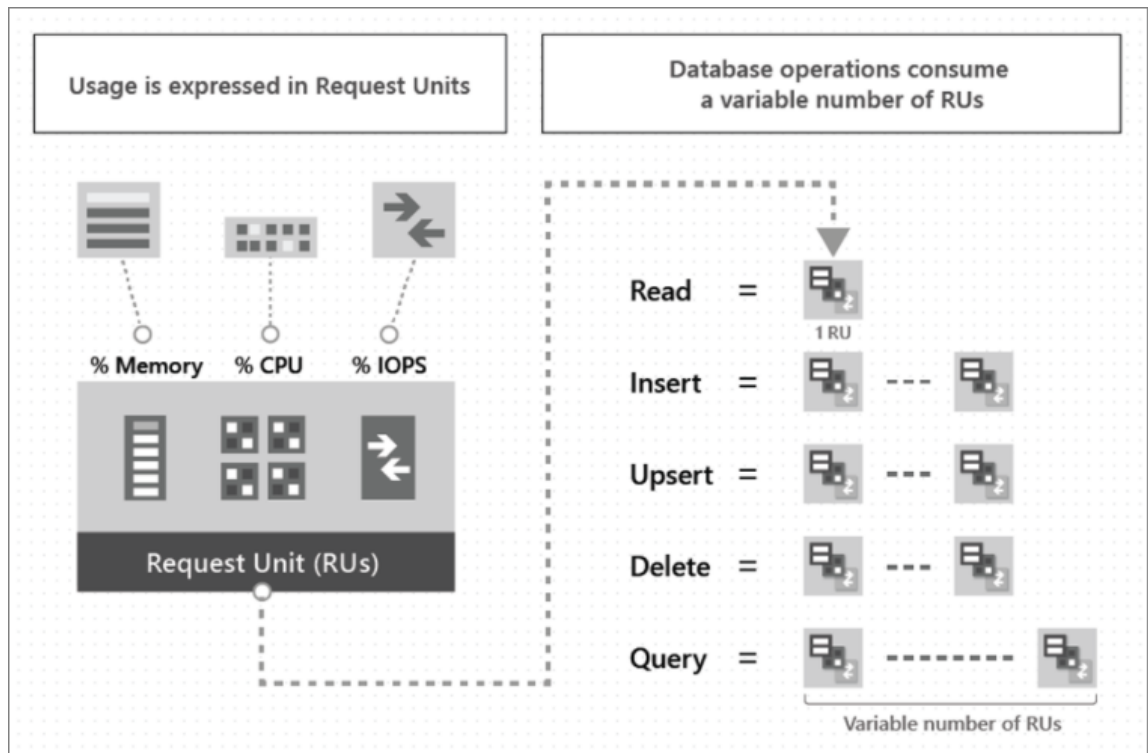 Usage is expressed in Request Units
Database operations consume
a variable number of RUs
% Memory
% CPU
% IOPS
Request Unit (RUs)
Read =
1 RU
Insert =
Upsert =
Delete =
Query =
Variable number of RUs